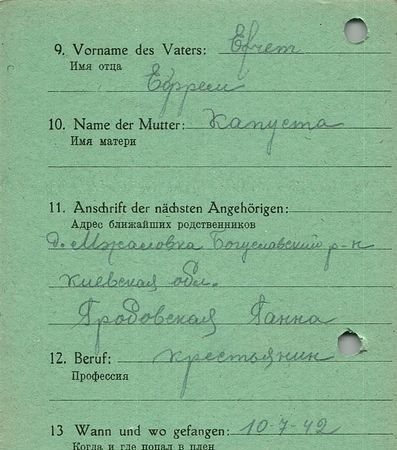 9. Vorname des Vaters: Efrem
Имя отца
Ефрем
10. Name der Mutter: Капуста
Имя матери
11. Anschrift der nächsten Angehörigen:
Адрес ближайших родственников
д. Мжаловка Богуславский р-н
Киевская обл.
Гродовская Ганна
12. Beruf: крестьянин
Профессия
13 Wann und wo gefangen: 10-7-42
Когда и где попал в плен